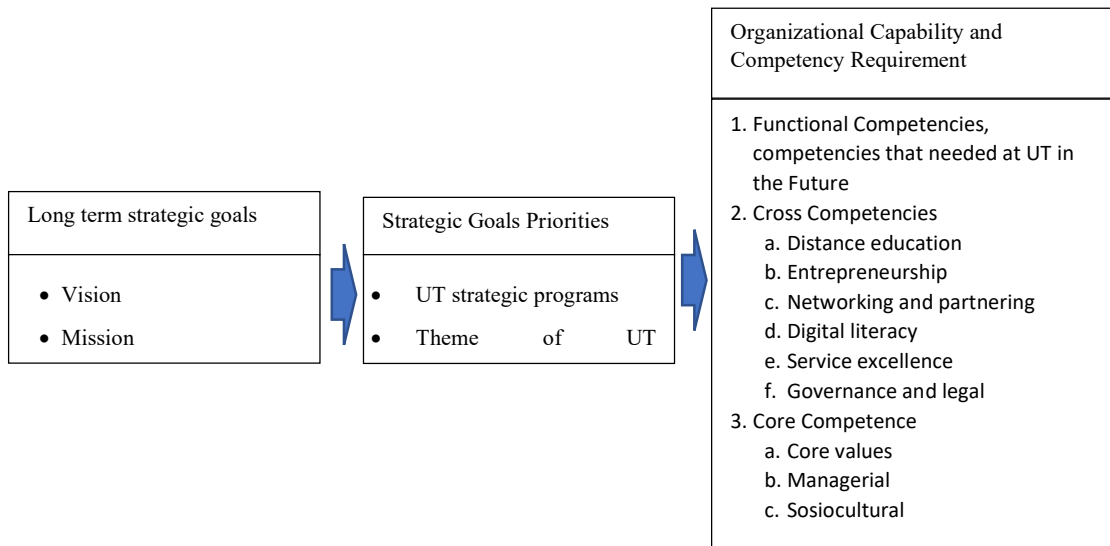 Long term strategic goals
• Vision
• Mission
Strategic Goals Priorities
• UT strategic programs
• Theme of UT
Organizational Capability and
Competency Requirement
1. Functional Competencies,
competencies that needed at UT in
the Future
2. Cross Competencies
a. Distance education
b. Entrepreneurship
c. Networking and partnering
d. Digital literacy
e. Service excellence
f. Governance and legal
3. Core Competence
a. Core values
b. Managerial
c. Sosiocultural